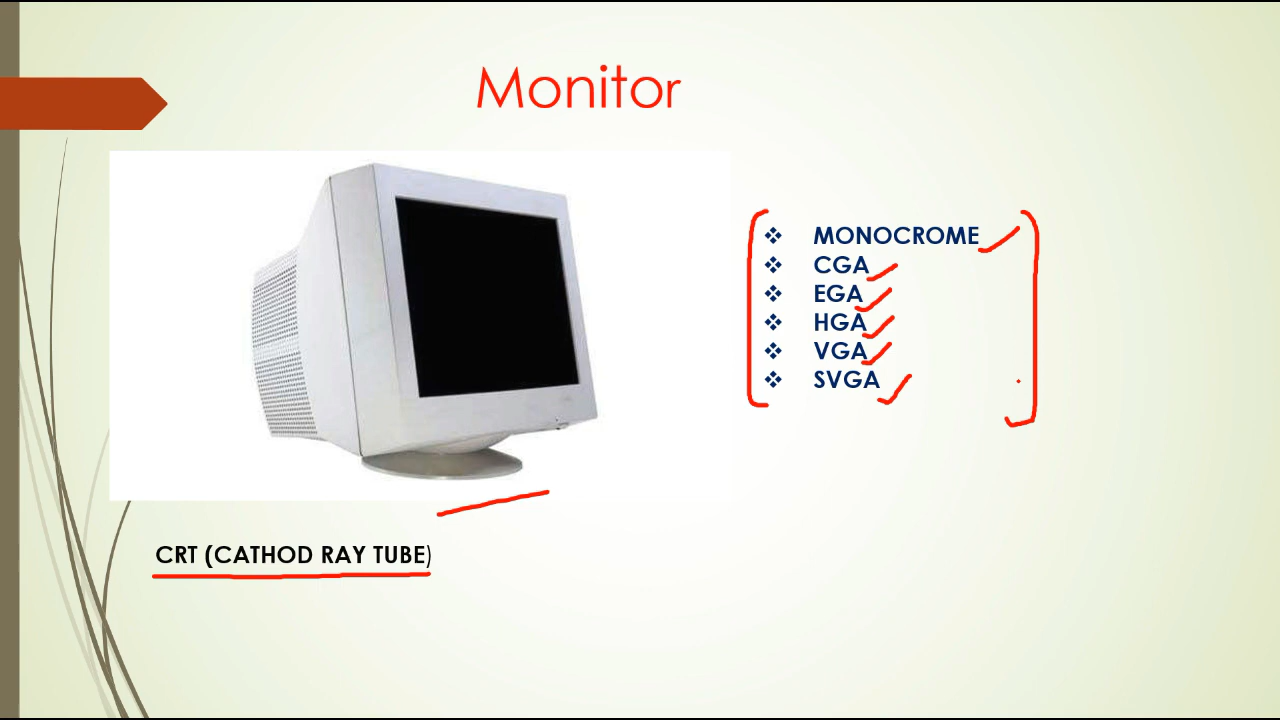 Monitor
❖ MONOCROME
❖ CGA
❖ EGA
❖ HGA
❖ VGA
❖ SVGA
CRT (CATHOD RAY TUBE)